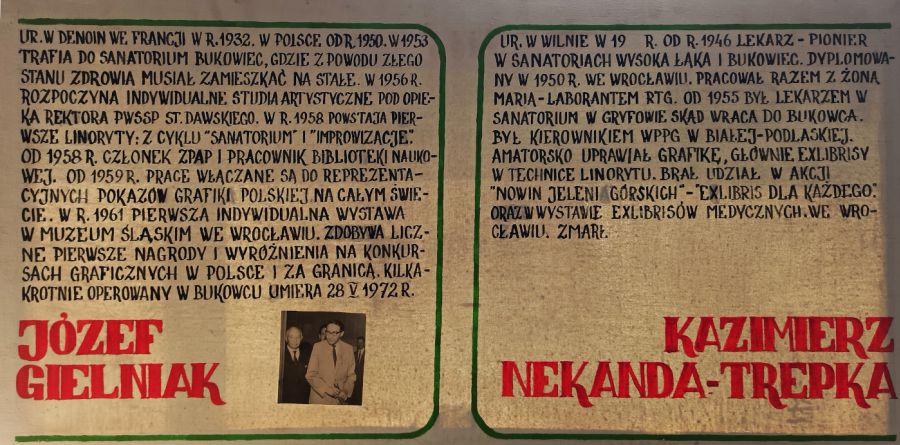 UR. W DENOIN WE FRANCJI W R. 1932. W POLSCE OD R. 1950. W 1953
TRAFIA DO SANATORIUM BUKOWIEC, GDZIE Z POWODU ZŁEGO
STANU ZDROWIA MUSIAŁ ZAMIESZKAĆ NA STAŁE. W 1956 R.
ROZPOCZYNA INDYWIDUALNE STUDIA ARTYSTYCZNE POD OPIE-
KĄ REKTORA PWSSP ST. DAWSKIEGO. W R. 1958 POWSTAJĄ PIER-
WSZE LINORYTY: Z CYKLU "SANATORIUM" I "IMPROWIZACJE".
OD 1958 R. CZŁONEK ZPAP I PRACOWNIK BIBLIOTEKI NAUKO-
WEJ. OD 1959 R. PRACE WŁĄCZANE SĄ DO REPREZENTA-
CYJNYCH POKAZÓW GRAFIKI POLSKIEJ NA CAŁYM ŚWIE-
CIE. W R. 1961 PIERWSZA INDYWIDUALNA WYSTAWA
W MUZEUM ŚLĄSKIM WE WROCŁAWIU. ZDOBYWA LICZ-
NE PIERWSZE NAGRODY I WYRÓŻNIENIA NA KONKUR-
SACH GRAFICZNYCH W POLSCE I ZA GRANICĄ. KILKA-
KROTNIE OPEROWANY W BUKOWCU UMIERA 28 V 1972 R.
JÓZEF
GIELNIAK
UR. W WILNIE W 19 R. OD R. 1946 LEKARZ - PIONIER
W SANATORIACH WYSOKA ŁĄKA I BUKOWIEC. DYPLOMOWA-
NY W 1950 R. WE WROCŁAWIU. PRACOWAŁ RAZEM Z ŻONĄ
MARIĄ - LABORANTEM RTG. OD 1955 BYŁ LEKARZEM W
SANATORIUM W GRYFOWIE SKĄD WRACA DO BUKOWCA.
BYŁ KIEROWNIKIEM WPPG W BIAŁEJ-PODLASKIEJ.
AMATORSKO UPRAWIAŁ GRAFIKĘ, GŁÓWNIE EXLIBRISY
W TECHNICE LINORYTU. BRAŁ UDZIAŁ W AKCJI
"NOWIN JELENIOGÓRSKICH" - "EXLIBRIS DLA KAŻDEGO".
ORAZ W WYSTAWIE EXLIBRISÓW MEDYCZNYCH. WE WRO-
CŁAWIU. ZMARŁ
KAZIMIERZ
NEKANDA-TREPKA